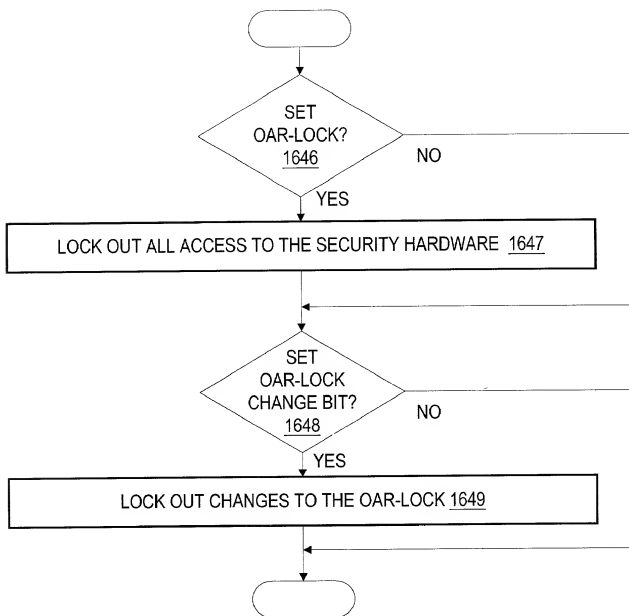 SET
OAR-LOCK?
1646
NO
YES
LOCK OUT ALL ACCESS TO THE SECURITY HARDWARE 1647
SET
OAR-LOCK
CHANGE BIT?
1648
NO
YES
LOCK OUT CHANGES TO THE OAR-LOCK 1649